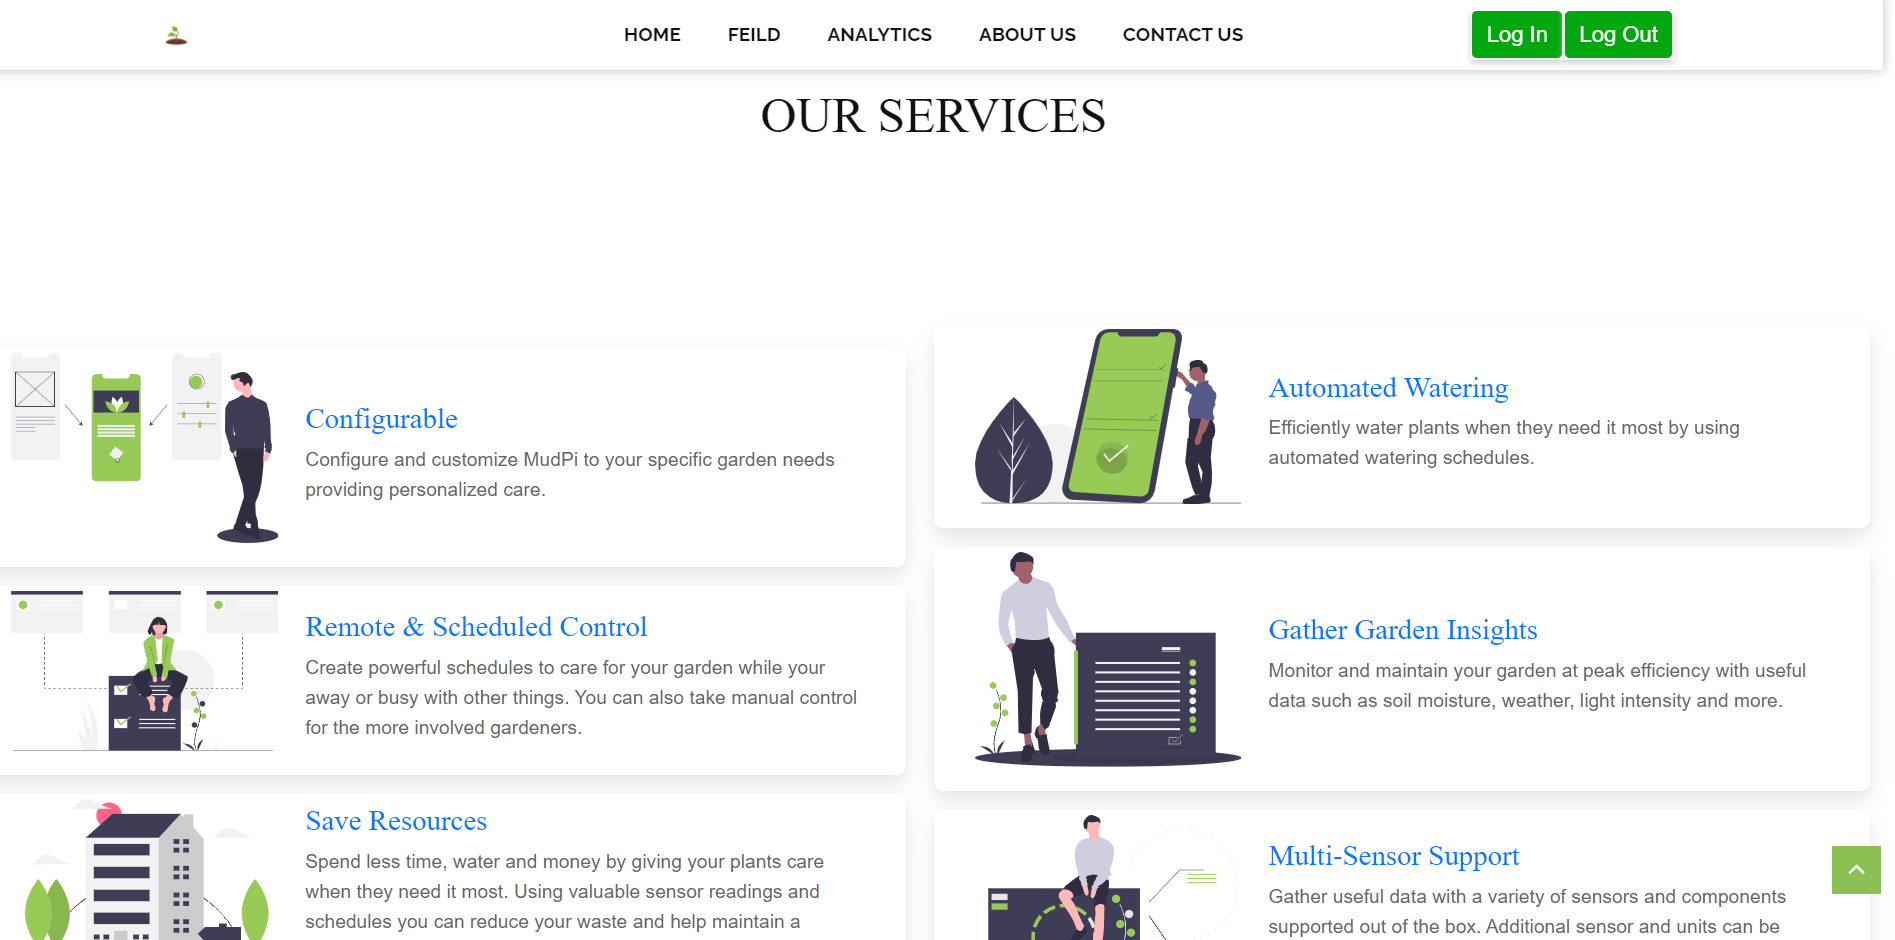 HOME FEILD ANALYTICS ABOUT US CONTACT US Log In Log Out
OUR SERVICES
Configurable
Configure and customize MudPi to your specific garden needs
providing personalized care.
Automated Watering
Efficiently water plants when they need it most by using
automated watering schedules.
Remote & Scheduled Control
Create powerful schedules to care for your garden while your
away or busy with other things. You can also take manual control
for the more involved gardeners.
Gather Garden Insights
Monitor and maintain your garden at peak efficiency with useful
data such as soil moisture, weather, light intensity and more.
Save Resources
Spend less time, water and money by giving your plants care
when they need it most. Using valuable sensor readings and
schedules you can reduce your waste and help maintain a
Multi-Sensor Support
Gather useful data with a variety of sensors and components
supported out of the box. Additional sensor and units can be